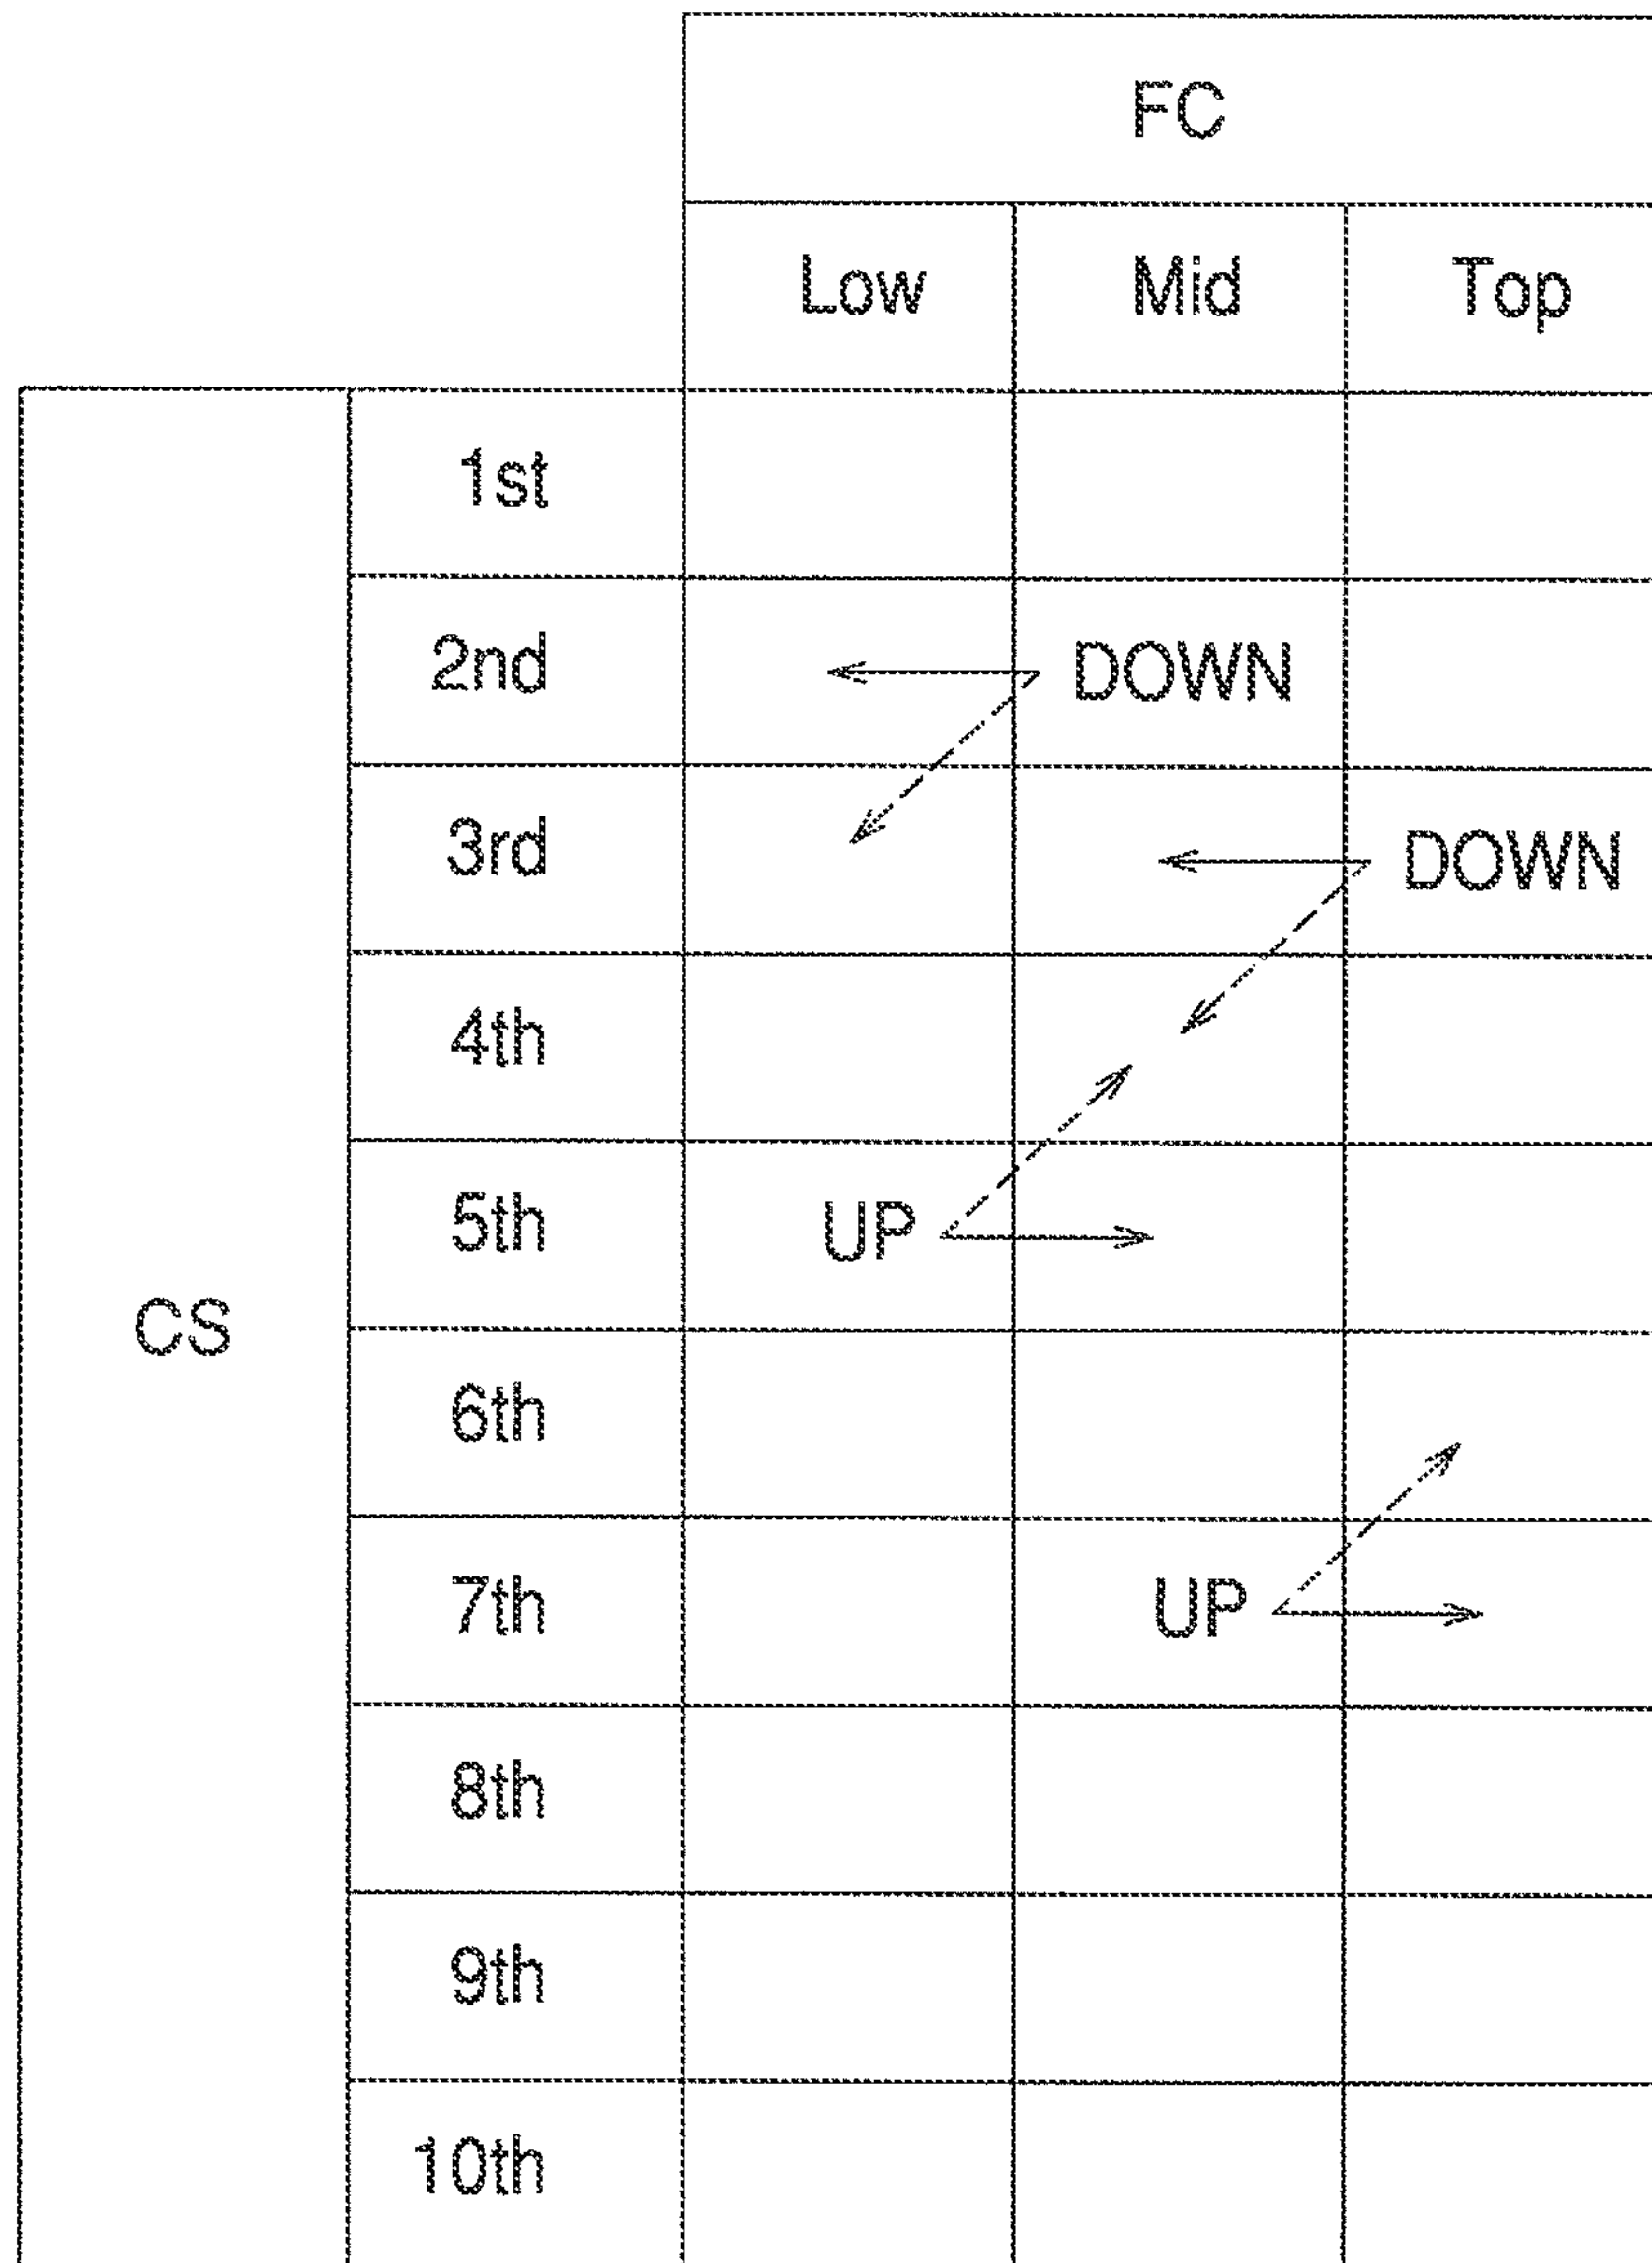 FC
Low Mid Top
1st
2nd DOWN
3rd DOWN
4th
5th UP
CS
6th
7th UP
8th
9th
10th